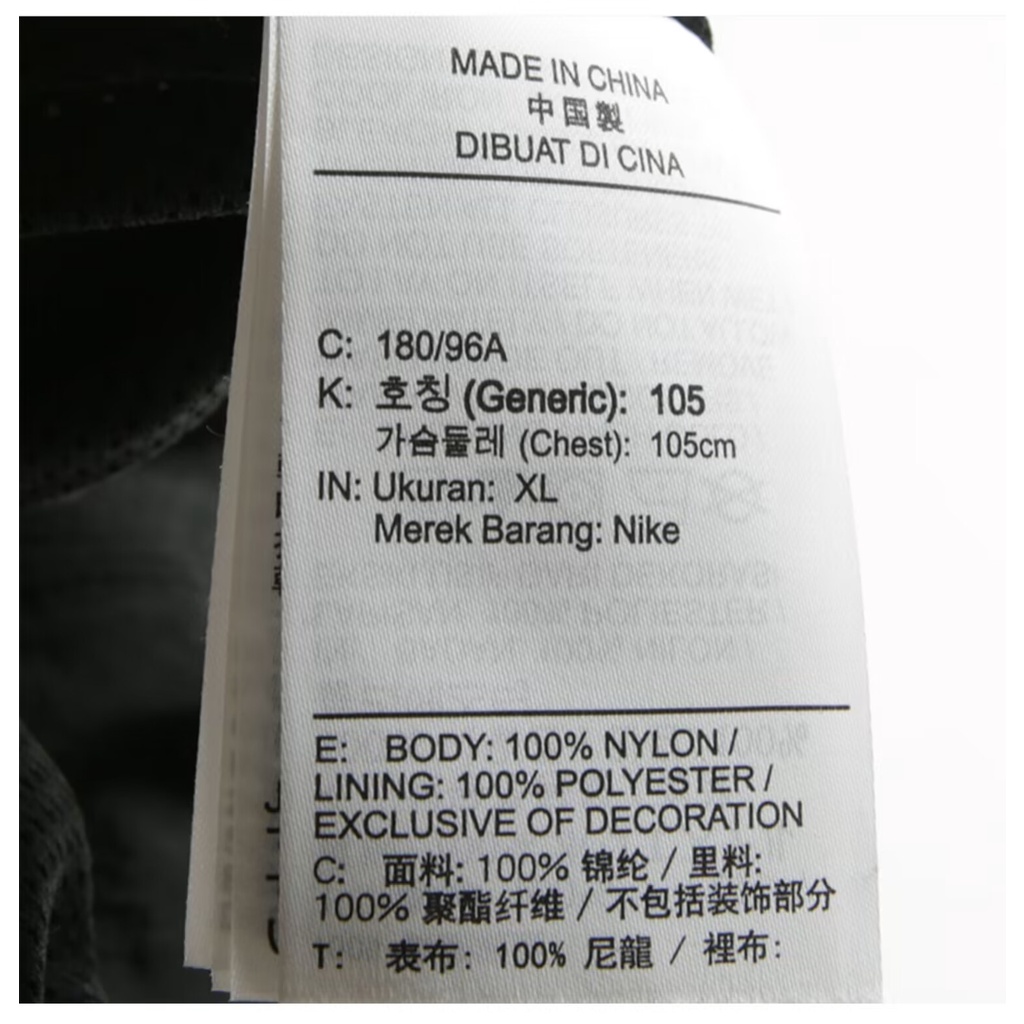 MADE IN CHINA
中国製
DIBUAT DI CINA
C: 180/96A
K: 호칭 (Generic): 105
가슴둘레 (Chest): 105cm
IN: Ukuran: XL
Merek Barang: Nike
E: BODY: 100% NYLON /
LINING: 100% POLYESTER /
EXCLUSIVE OF DECORATION
C: 面料: 100% 锦纶 / 里料:
100% 聚酯纤维 / 不包括装饰部分
T: 表布: 100% 尼龍 / 裡布: